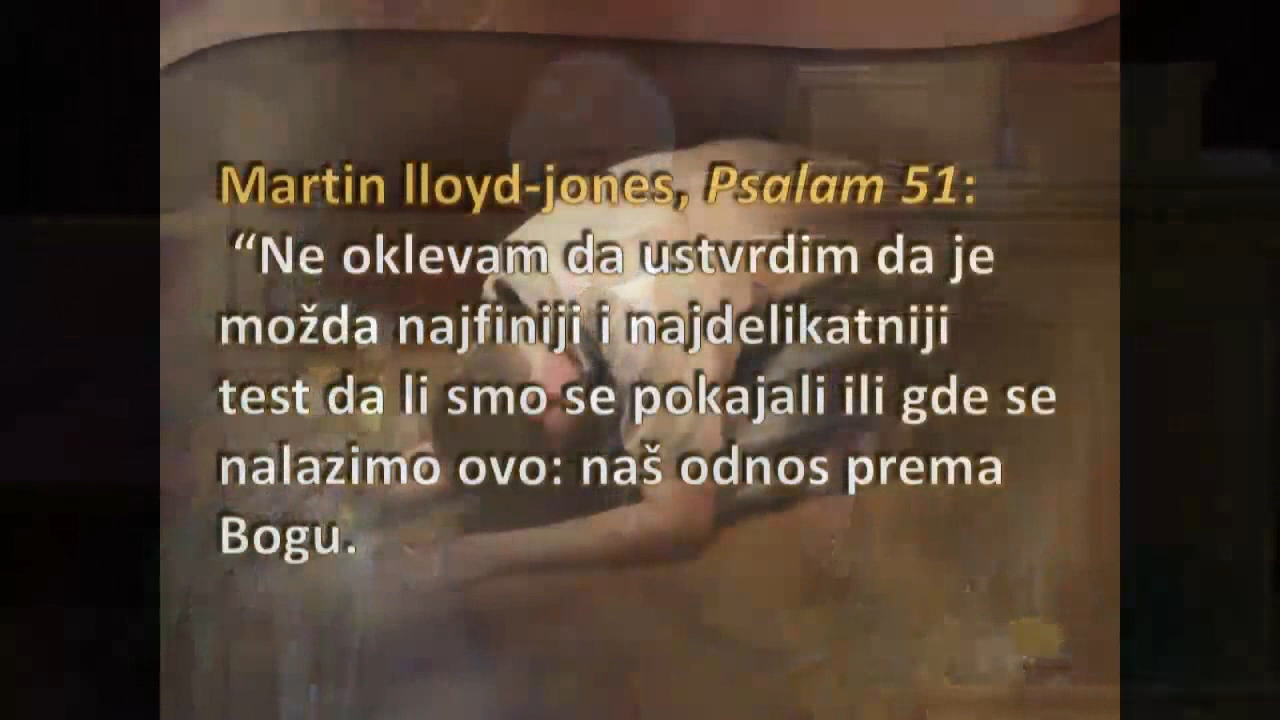 Martin lloyd-jones, Psalam 51:
“Ne oklevam da ustvrdim da je
možda najfiniji i najdelikatniji
test da li smo se pokajali ili gde se
nalazimo ovo: naš odnos prema
Bogu.